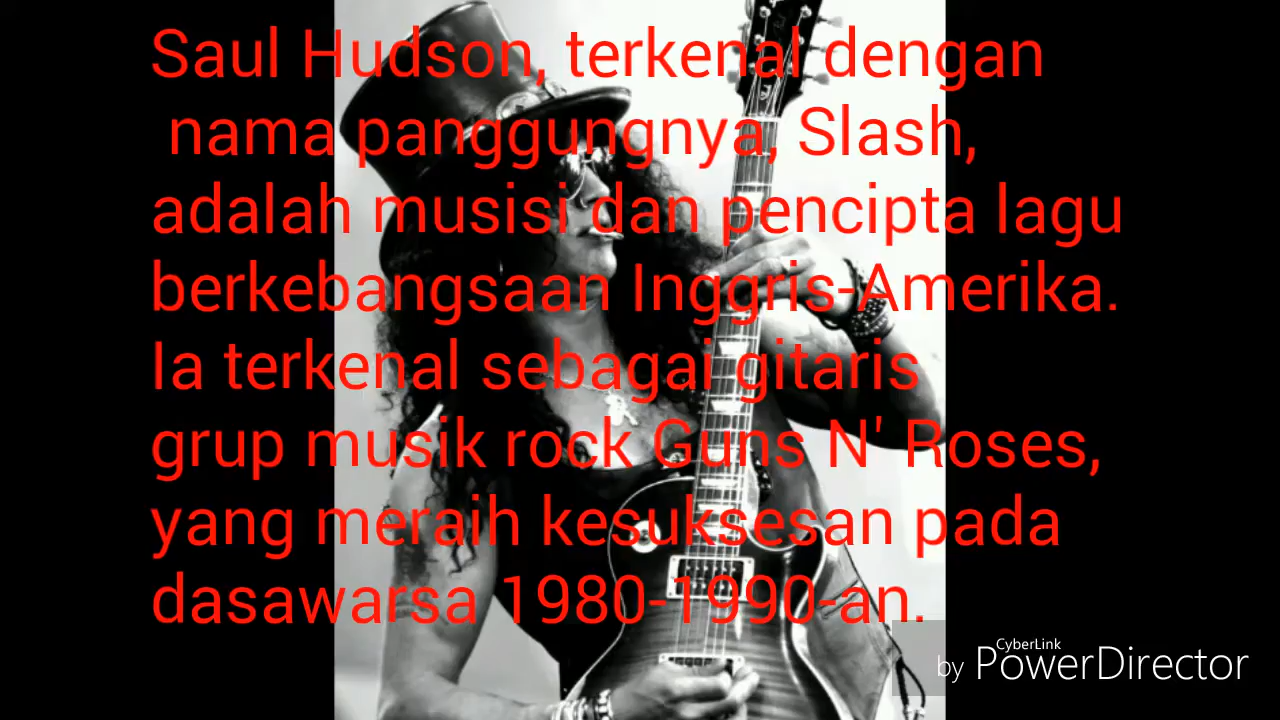 Saul Hudson, terkenal dengan
nama panggungnya, Slash,
adalah musisi dan pencipta lagu
berkebangsaan Inggris-Amerika.
Ia terkenal sebagai gitaris
grup musik rock Guns N' Roses,
yang meraih kesuksesan pada
dasawarsa 1980-1990-an.
CyberLink
by PowerDirector